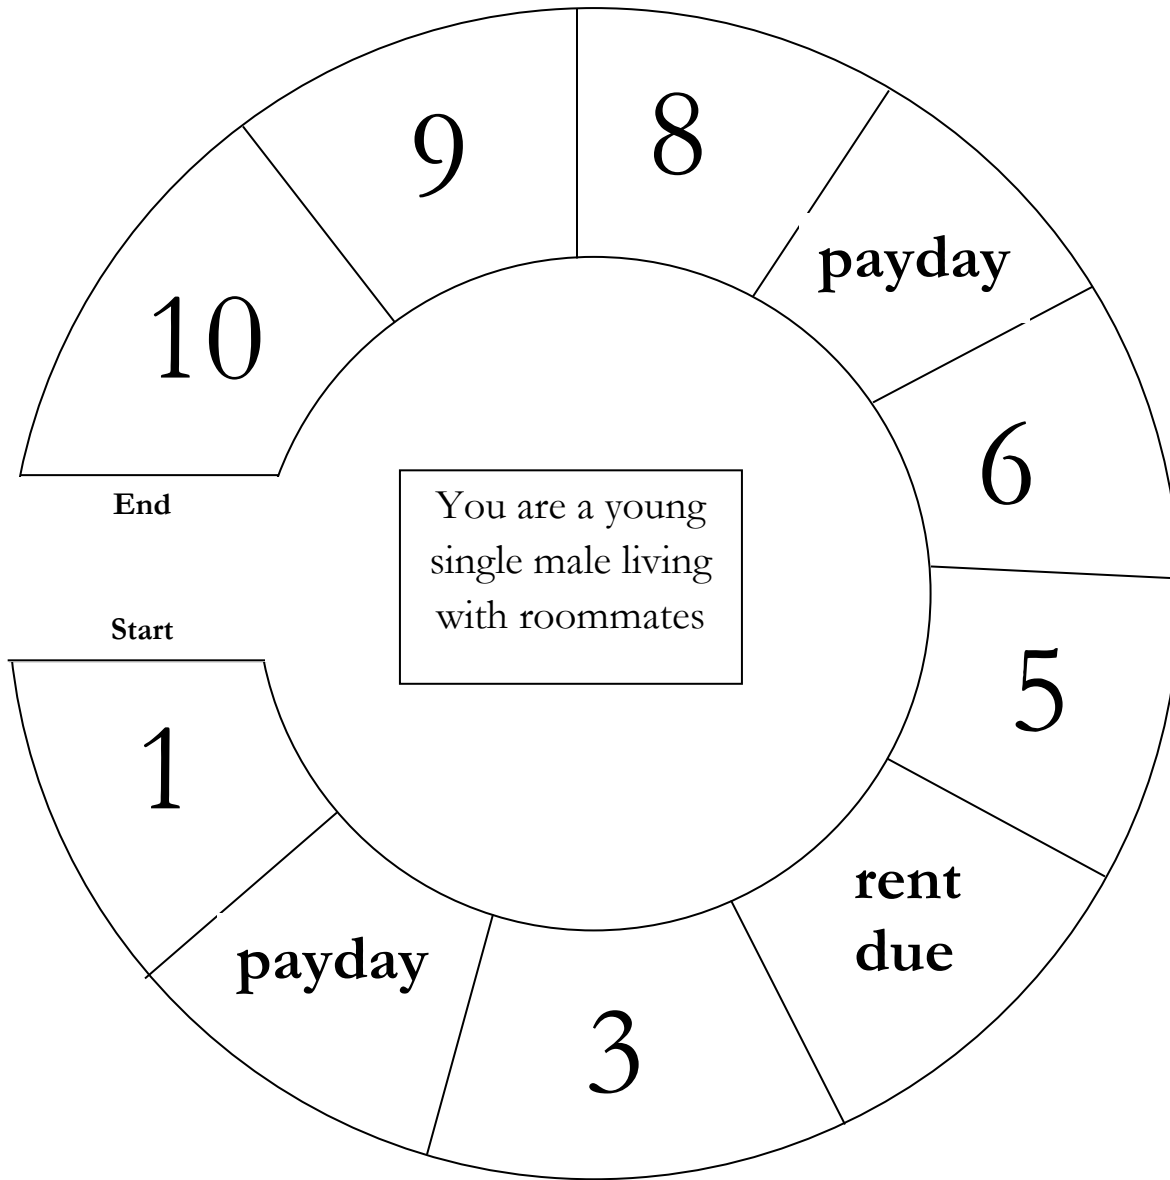 9
8
payday
10
6
End
You are a young
single male living
with roommates
Start
5
1
rent
due
payday
3